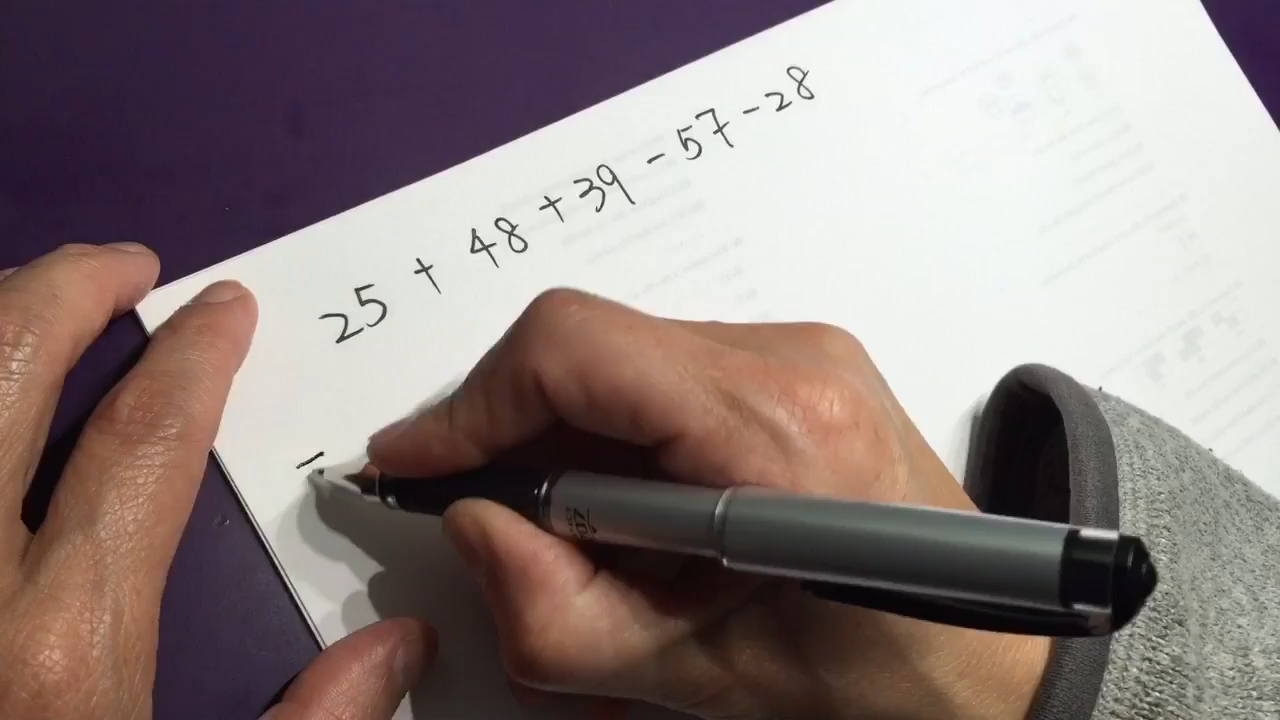 25 + 48 + 39 - 57 - 28
=